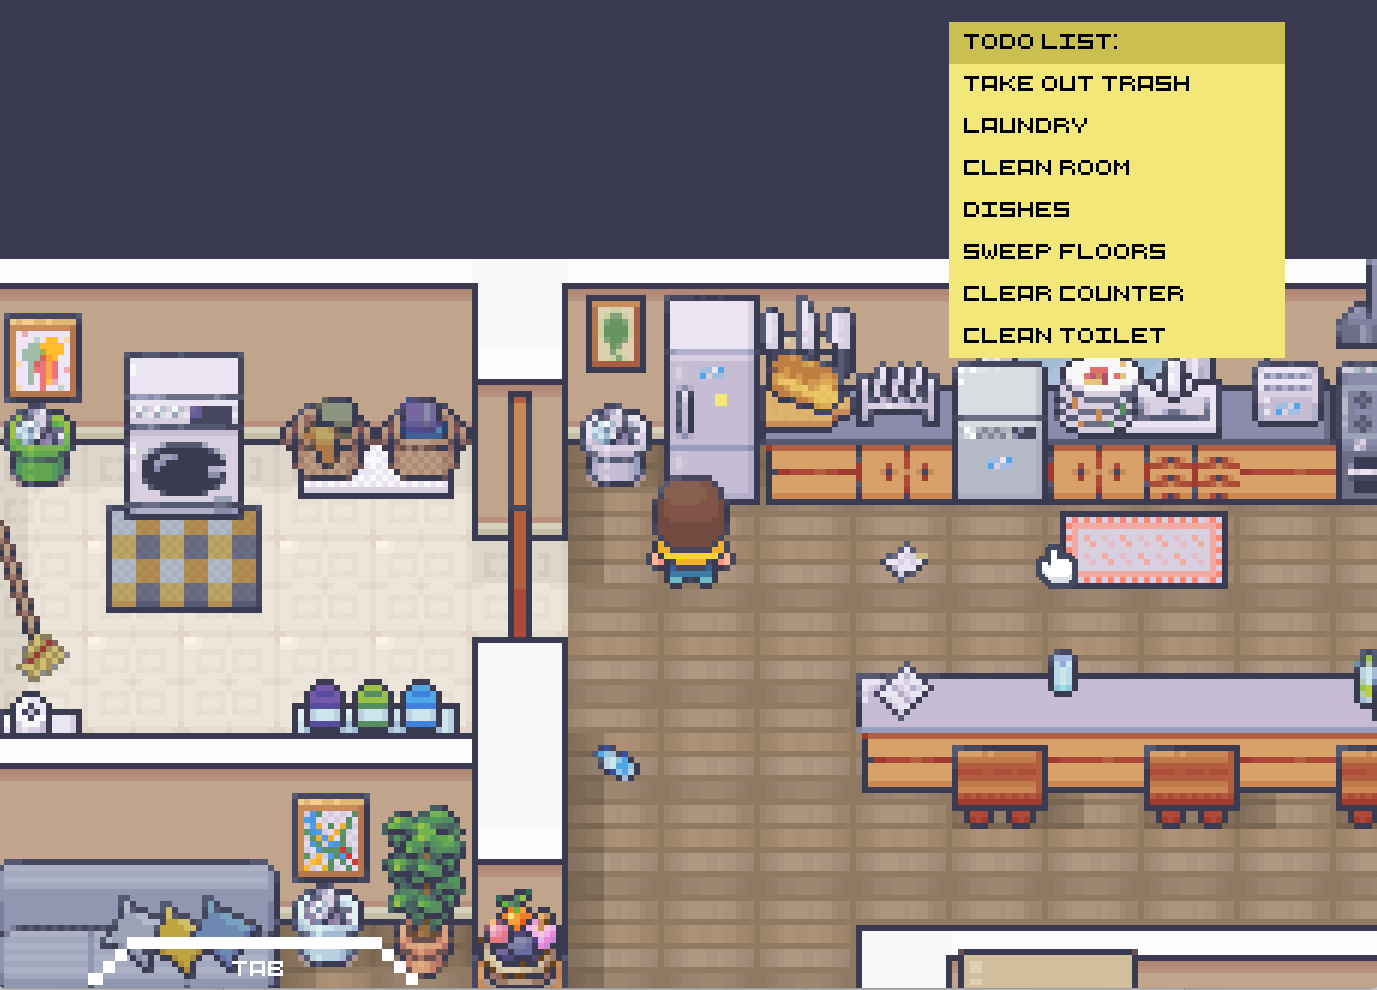 TODO LIST:
TAKE OUT TRASH
LAUNDRY
CLEAN ROOM
DISHES
SWEEP FLOORS
CLEAR COUNTER
CLEAN TOILET
TAB